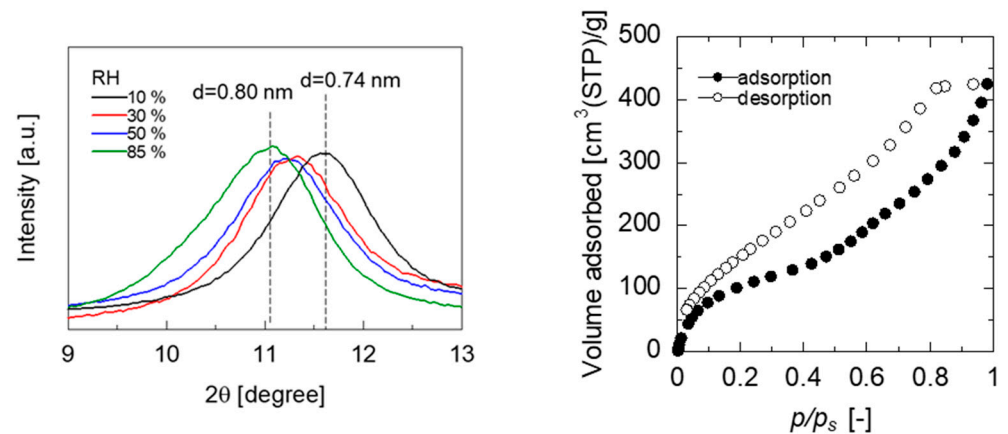 RH
10 %
30 %
50 %
85%
d=0.80 nm
d=0.74 nm
Intensity [a.u.]
9
10
11
12
13
2θ [degree]
500
400
300
200
100
0
adsorption
desorption
Volume adsorbed [cm³(STP)/g]
0
0.2
0.4
0.6
0.8
1
p/pₛ [-]